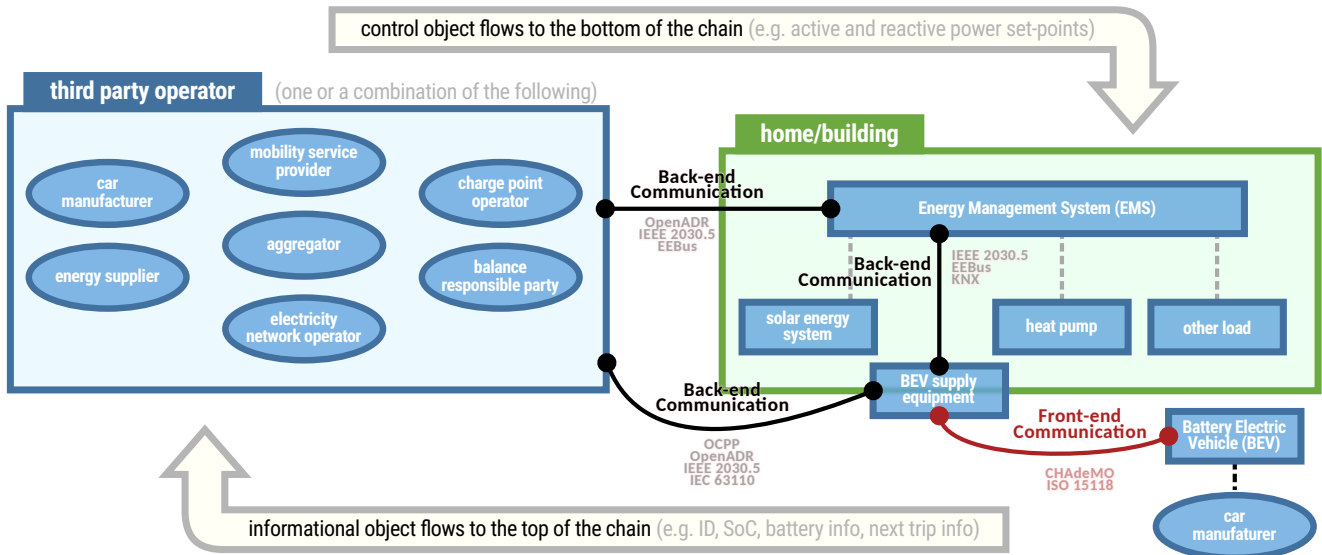 control object flows to the bottom of the chain (e.g. active and reactive power set-points)
third party operator
(one or a combination of the following)
car
manufacturer
mobility service
provider
charge point
operator
energy supplier
aggregator
balance
responsible party
electricity
network operator
home/building
Back-end
Communication
OpenADR
IEEE 2030.5
EEBus
Energy Management System (EMS)
Back-end
Communication
IEEE 2030.5
EEBus
KNX
solar energy
system
heat pump
other load
BEV supply
equipment
Back-end
Communication
OCPP
OpenADR
IEEE 2030.5
IEC 63110
Front-end
Communication
CHAdeMO
ISO 15118
Battery Electric
Vehicle (BEV)
car
manufaturer
informational object flows to the top of the chain (e.g. ID, SoC, battery info, next trip info)